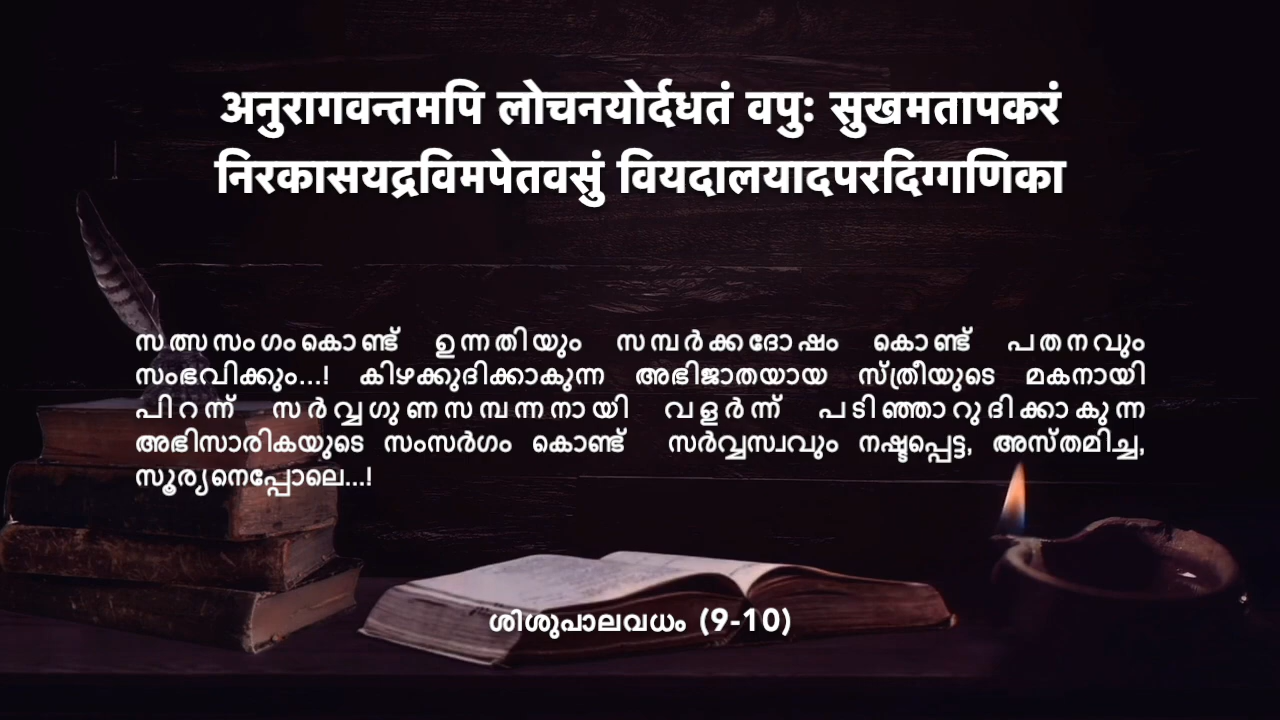 अनुरागवन्तमपि लोचनयोर्दधतं वपुः सुखमतापकरं
निरकासयद्रविमपेतवसुं वियदालयादपरदिग्गणिका
സത്സസംഗംകൊണ്ട് ഉന്നതിയും സമ്പർക്കദോഷം കൊണ്ട് പതനവും
സംഭവിക്കും...! കിഴക്കുദിക്കാകുന്ന അഭിജാതയായ സ്ത്രീയുടെ മകനായി
പിറന്ന് സർവ്വഗുണസമ്പന്നനായി വളർന്ന് പടിഞ്ഞാറുദിക്കാകുന്ന
അഭിസാരികയുടെ സംസർഗം കൊണ്ട് സർവ്വസ്വവും നഷ്ടപ്പെട്ട, അസ്തമിച്ച,
സൂര്യനെപ്പോലെ...!
ശിശുപാലവധം (9-10)